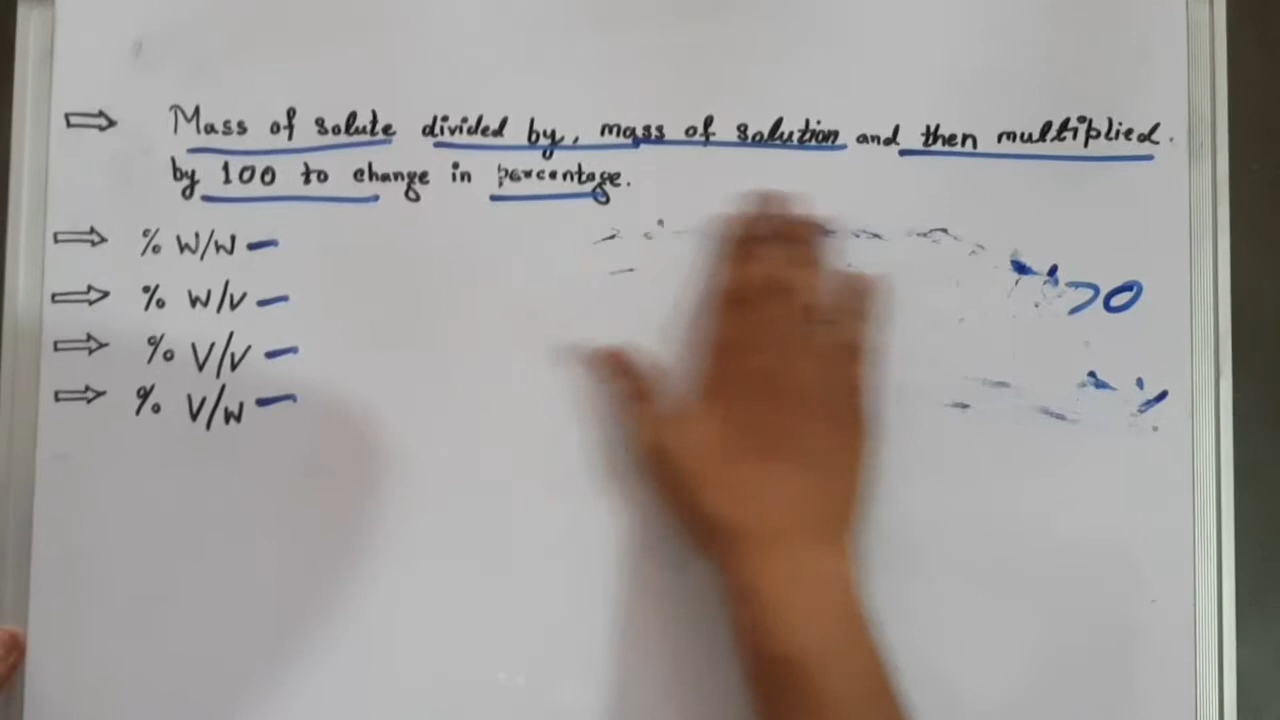 ⇒ Mass of solute divided by, mass of solution and then multiplied.
by 100 to change in percentage.
⇒ % W/W -
⇒ % W/V -
⇒ % V/V -
⇒ % V/W -